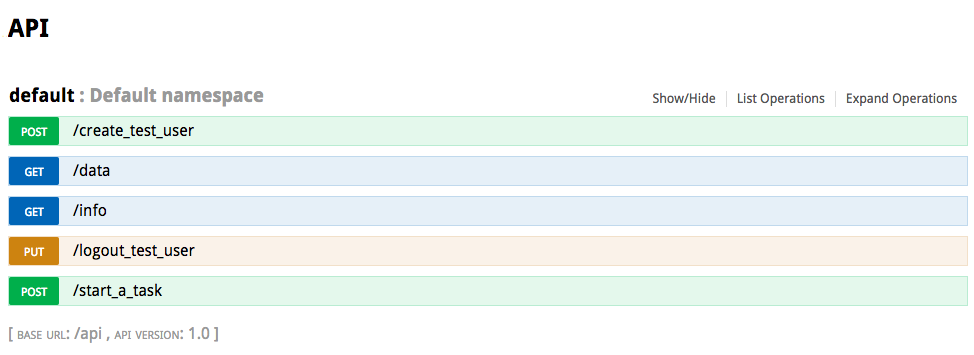 API
default : Default namespace Show/Hide List Operations Expand Operations
POST /create_test_user
GET /data
GET /info
PUT /logout_test_user
POST /start_a_task
[ BASE URL: /api , API VERSION: 1.0 ]